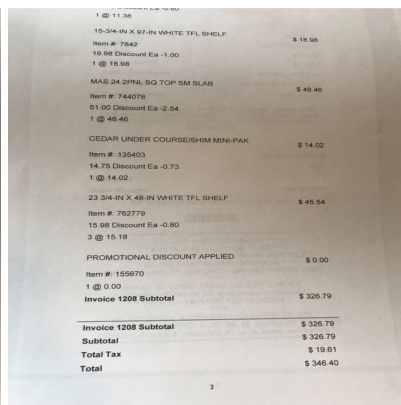 1 @ 11.38
15-3/4-IN X 97-IN WHITE TFL SHELF
$ 18.98
Item #: 7842
19.98 Discount Ea -1.00
1 @ 18.98
MAS 24 2PNL SQ TOP SM SLAB
$ 48.46
Item #: 744078
51.00 Discount Ea -2.54
1 @ 48.46
CEDAR UNDER COURSE/SHIM MINI-PAK
$ 14.02
Item #: 135403
14.75 Discount Ea -0.73
1 @ 14.02
23 3/4-IN X 48-IN WHITE TFL SHELF
$ 45.54
Item #: 762779
15.98 Discount Ea -0.80
3 @ 15.18
PROMOTIONAL DISCOUNT APPLIED
$ 0.00
Item #: 155670
1 @ 0.00
Invoice 1208 Subtotal
$ 326.79
Invoice 1208 Subtotal
$ 326.79
Subtotal
$ 326.79
Total Tax
$ 19.61
Total
$ 346.40
3